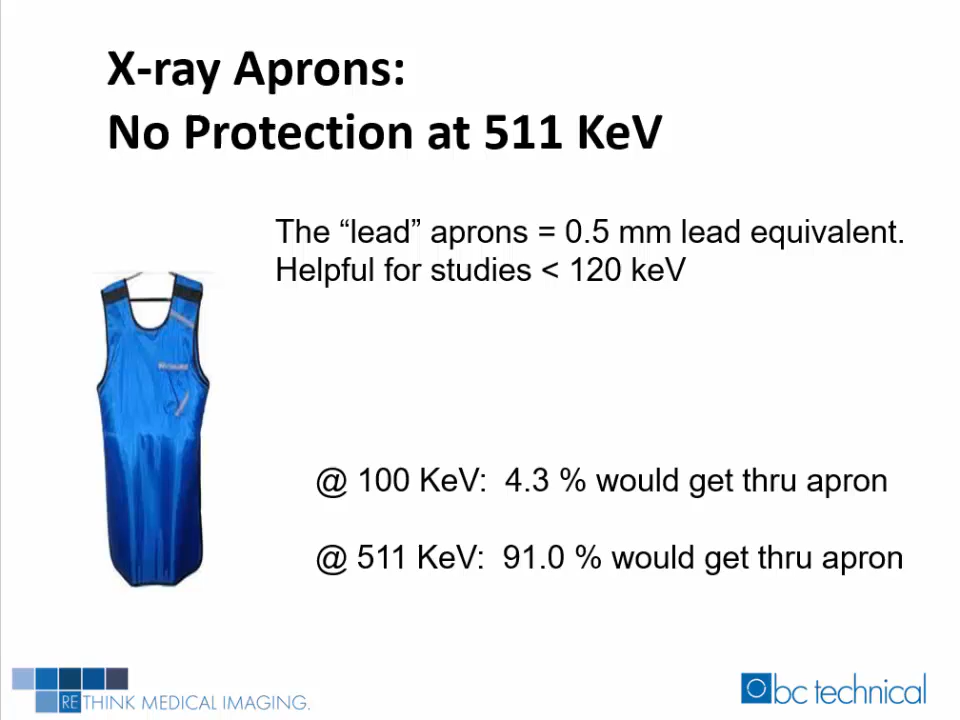 X-ray Aprons:
No Protection at 511 KeV
The “lead” aprons = 0.5 mm lead equivalent.
Helpful for studies < 120 keV
@ 100 KeV: 4.3 % would get thru apron
@ 511 KeV: 91.0 % would get thru apron
RETHINK MEDICAL IMAGING.
bc technical